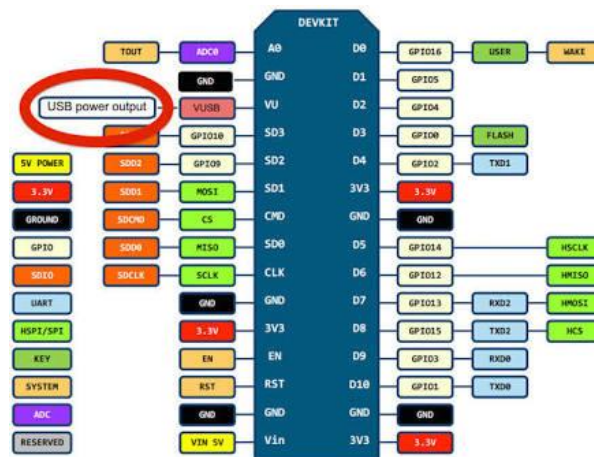 DEVKIT
TOUT ADC0 A0 D0 GPIO16 USER WAKE
GND GND D1 GPIO5
USB power output VUSB VU D2 GPIO4
GPIO10 SD3 D3 GPIO0 FLASH
5V POWER SDD2 GPIO9 SD2 D4 GPIO2 TXD1
3.3V SDD1 MOSI SD1 3V3 3.3V
GROUND SDCMD CS CMD GND GND
GPIO SDD0 MISO SD0 D5 GPIO14 HSCLK
SDIO SDCLK SCLK CLK D6 GPIO12 HMISO
UART GND GND D7 GPIO13 RXD2 HMOSI
HSPI/SPI 3.3V 3V3 D8 GPIO15 TXD2 HCS
KEY EN EN D9 GPIO3 RXD0
SYSTEM RST RST D10 GPIO1 TXD0
ADC GND GND GND GND
RESERVED VIN 5V Vin 3V3 3.3V